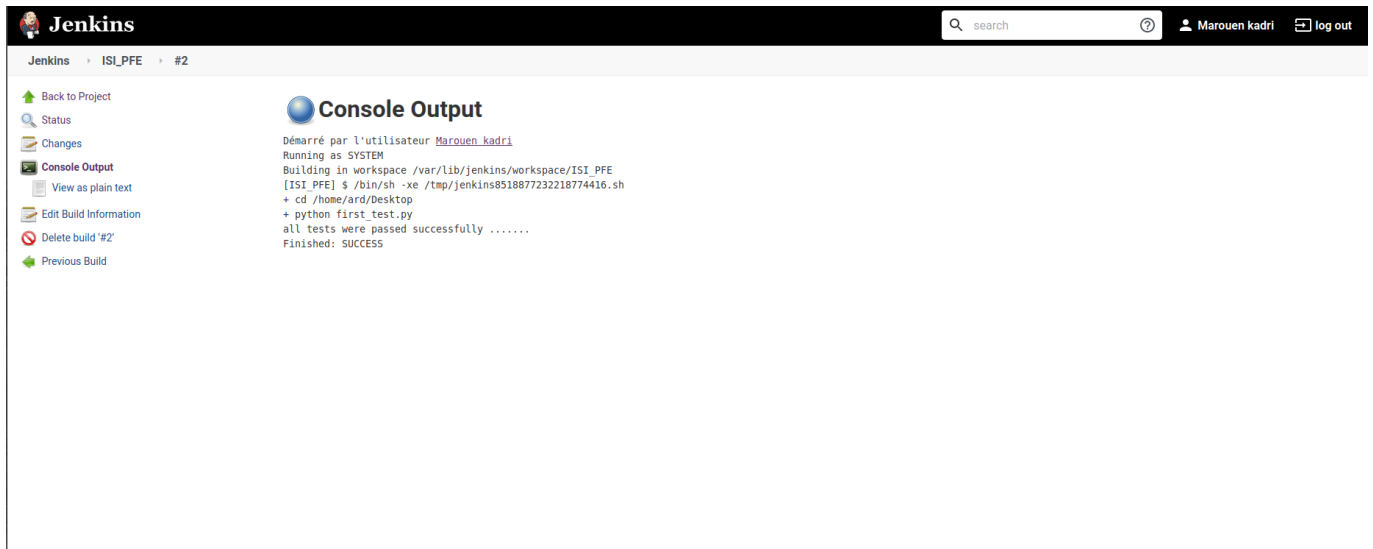 Jenkins
search
Marouen kadri
log out
Jenkins ISI_PFE #2
Back to Project
Status
Changes
Console Output
View as plain text
Edit Build Information
Delete build '#2'
Previous Build
Console Output
Démarré par l'utilisateur Marouen kadri
Running as SYSTEM
Building in workspace /var/lib/jenkins/workspace/ISI_PFE
[ISI_PFE] $ /bin/sh -xe /tmp/jenkins8518877232218774416.sh
+ cd /home/ard/Desktop
+ python first_test.py
all tests were passed successfully .......
Finished: SUCCESS